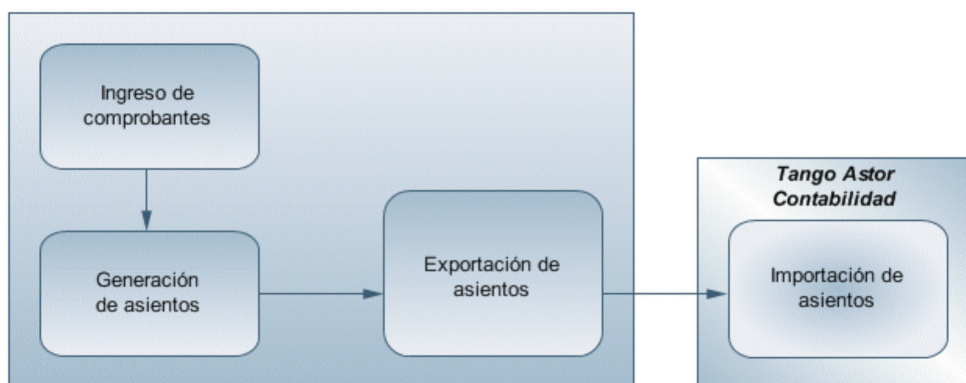 Ingreso de
comprobantes
Generación
de asientos
Exportación de
asientos
Tango Astor
Contabilidad
Importación de
asientos